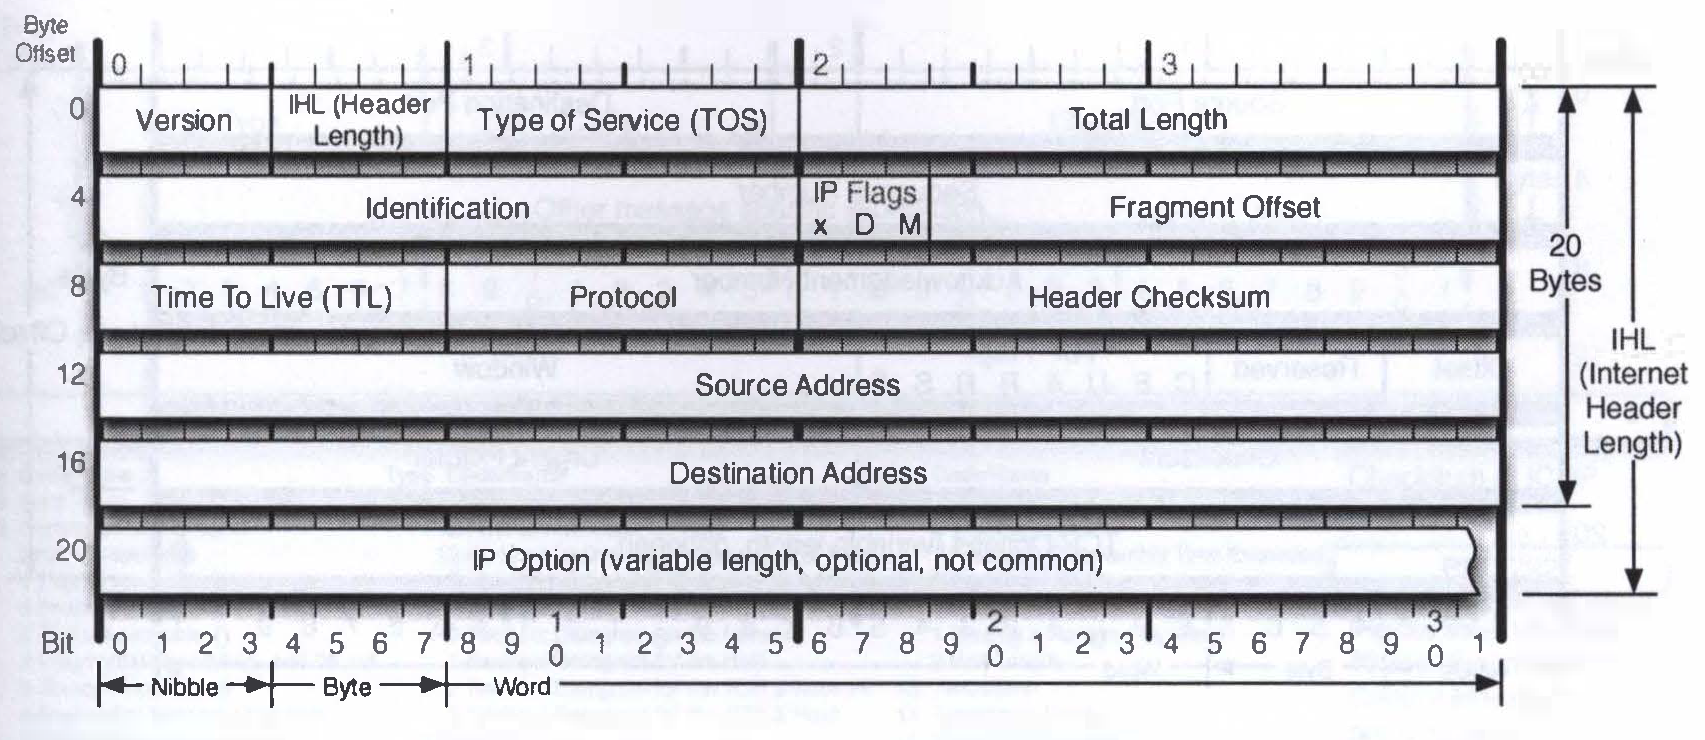 Byte
Offset
0 1 2 3
0 Version IHL (Header Length) Type of Service (TOS) Total Length
4 Identification IP Flags x D M Fragment Offset
8 Time To Live (TTL) Protocol Header Checksum
12 Source Address
16 Destination Address
20 IP Option (variable length, optional, not common)
20
Bytes
IHL
(Internet
Header
Length)
Bit 0 1 2 3 4 5 6 7 8 9 1 0 1 2 3 4 5 6 7 8 9 2 0 1 2 3 4 5 6 7 8 9 3 0 1
Nibble Byte Word